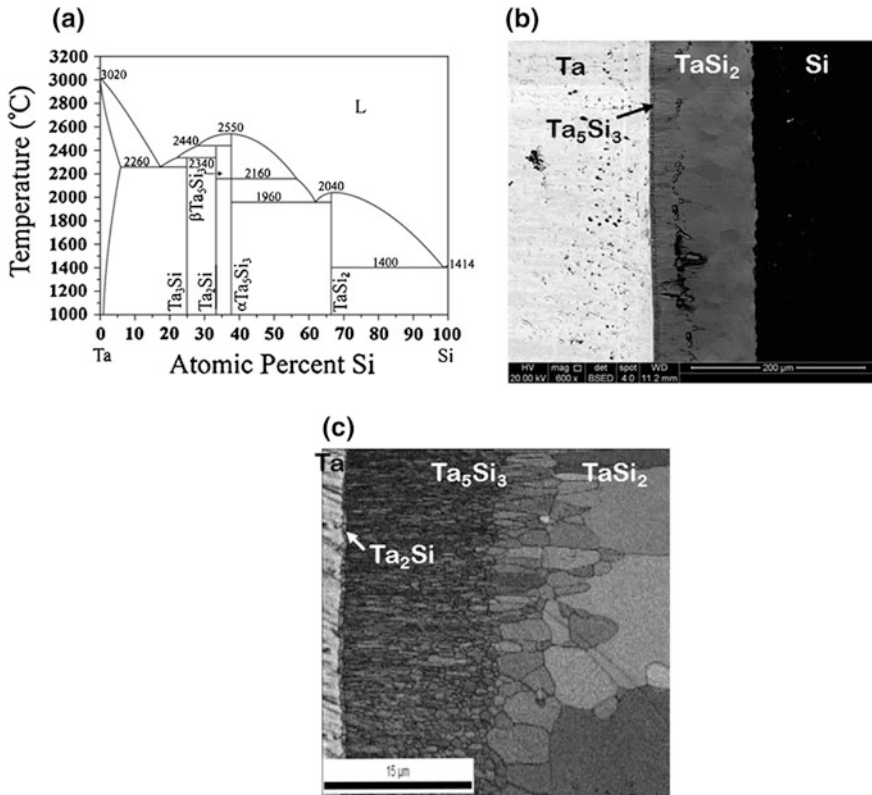 (a)
3200
3000
2800
2600
2400
2200
2000
1800
1600
1400
1200
1000
Temperature (°C)
3020
L
2440
2550
2260
2340
2160
1960
2040
1400
1414
Ta₃Si
βTa₅Si₃
Ta₂Si
αTa₅Si₃
TaSi₂
0 10 20 30 40 50 60 70 80 90 100
Ta
Atomic Percent Si
Si
(b)
Ta
TaSi₂
Si
Ta₅Si₃
HV mag det spot WD
20.00 kV 600 x BSED 4.0 11.2 mm
200 µm
(c)
Ta
Ta₅Si₃
TaSi₂
Ta₂Si
15 µm